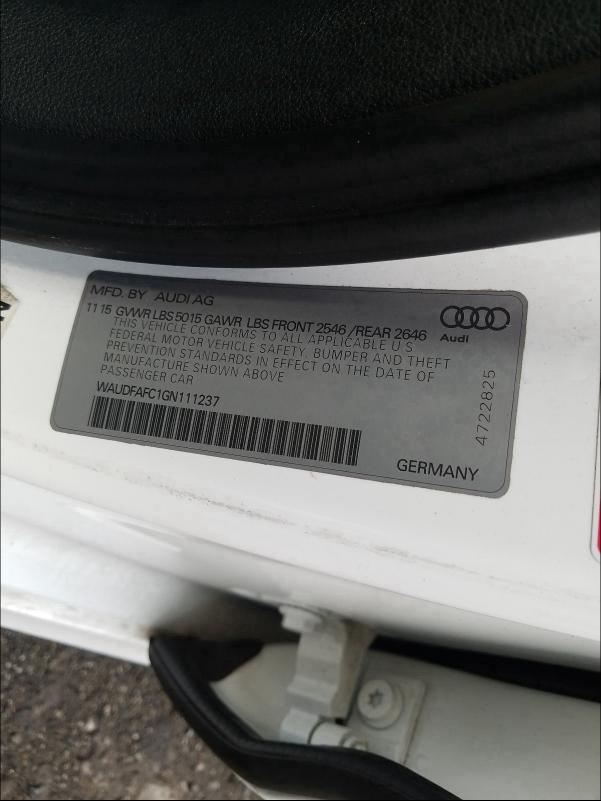 MFD. BY AUDI AG
11 15 GVWR LBS 5015 GAWR LBS FRONT 2546 /REAR 2646
THIS VEHICLE CONFORMS TO ALL APPLICABLE U S
FEDERAL MOTOR VEHICLE SAFETY, BUMPER AND THEFT
PREVENTION STANDARDS IN EFFECT ON THE DATE OF
MANUFACTURE SHOWN ABOVE
PASSENGER CAR
WAUDFAFC1GN111237
GERMANY
Audi
4722825